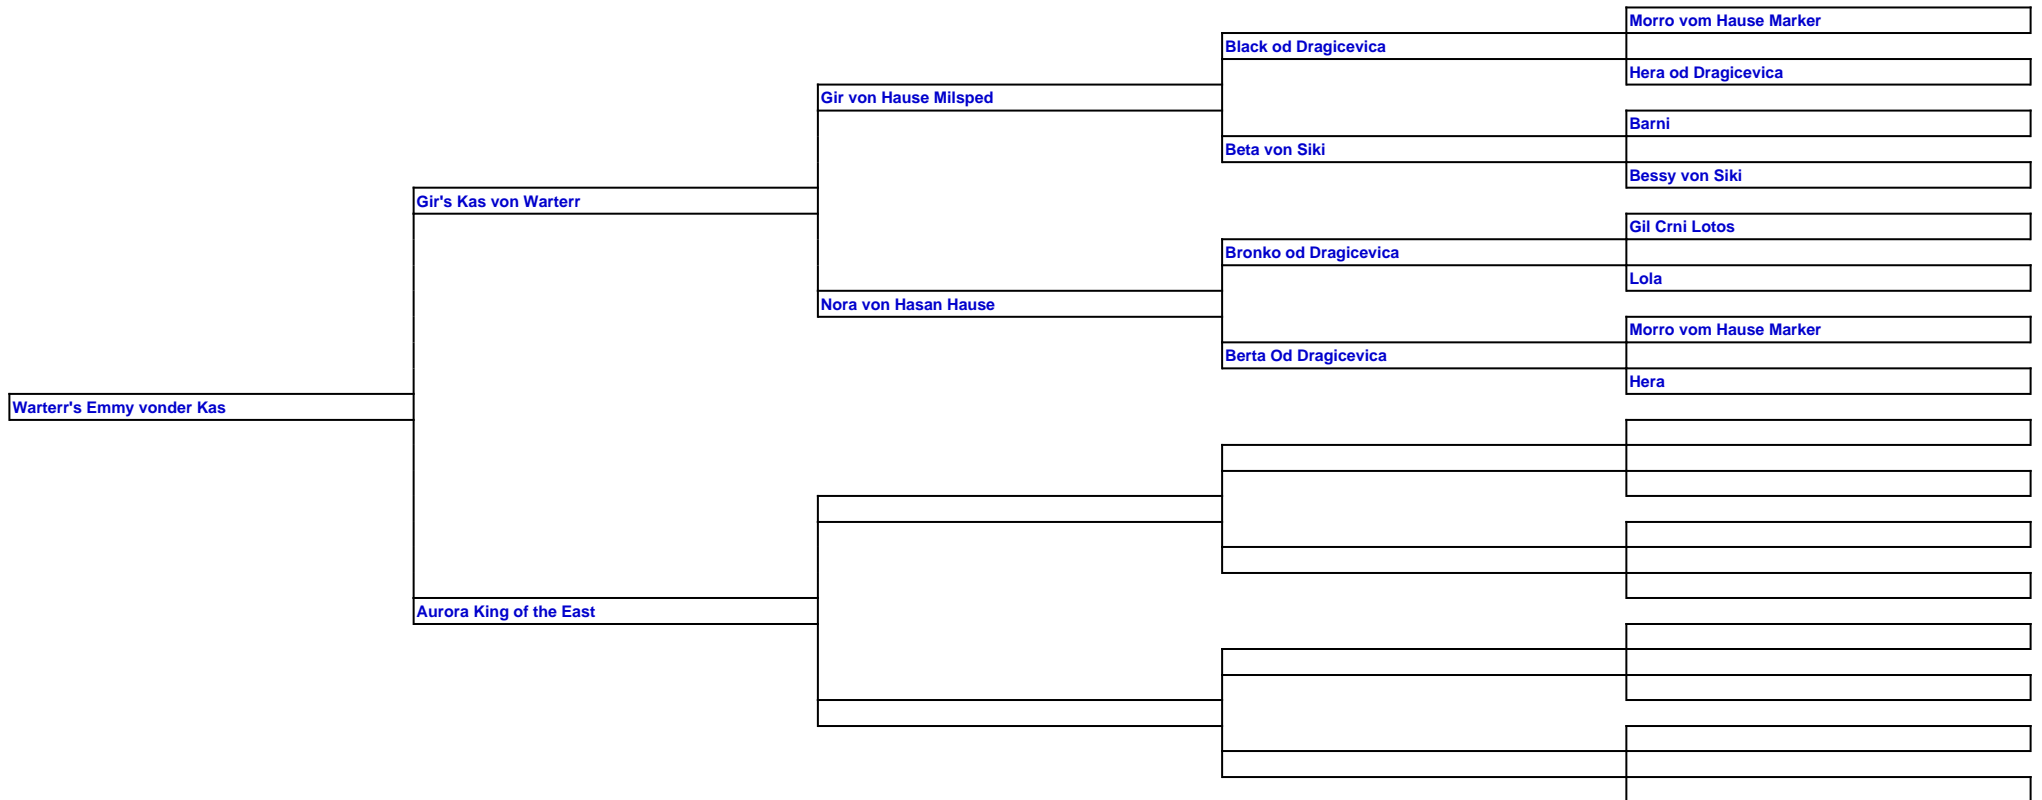 Morro vom Hause Marker
Black od Dragicevica
Hera od Dragicevica
Gir von Hause Milsped
Barni
Beta von Siki
Bessy von Siki
Gir's Kas von Warterr
Gil Crni Lotos
Bronko od Dragicevica
Lola
Nora von Hasan Hause
Morro vom Hause Marker
Berta Od Dragicevica
Hera
Warterr's Emmy vonder Kas
Aurora King of the East